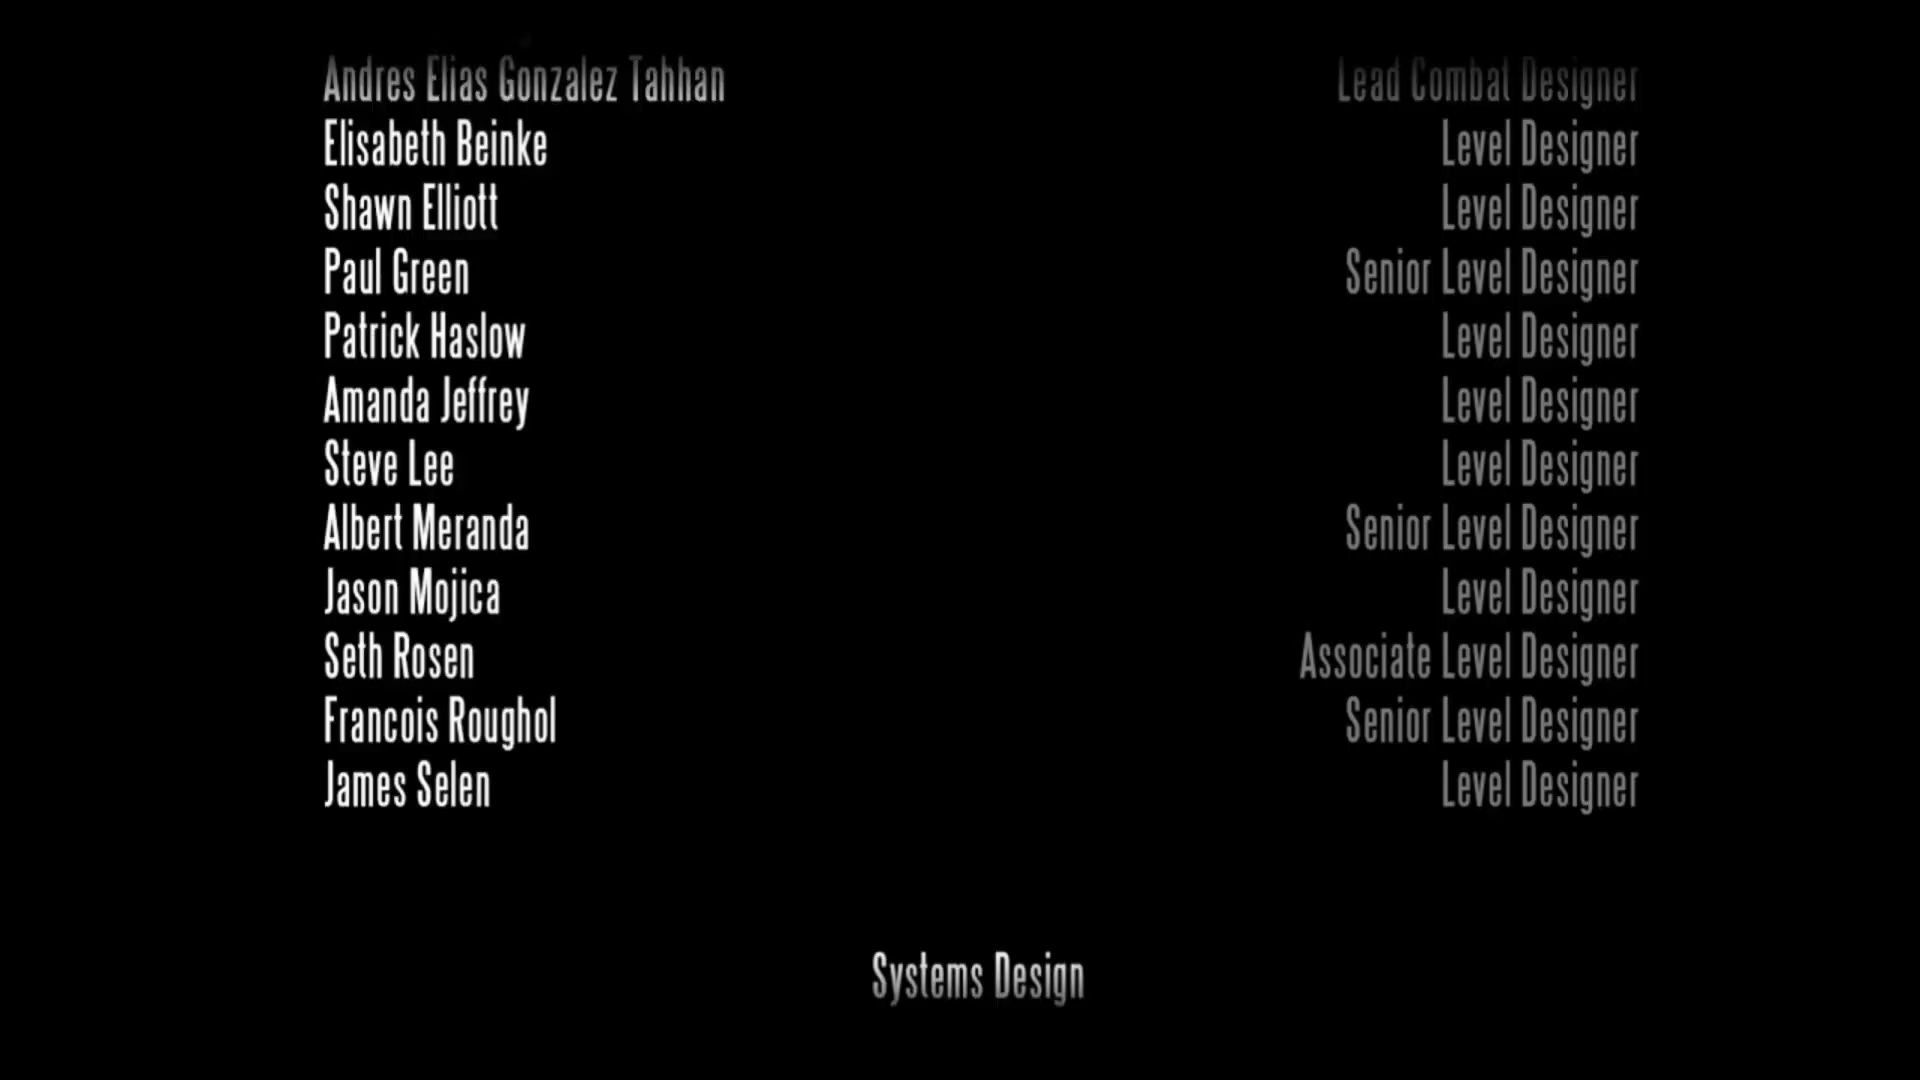 Andres Elias Gonzalez Tahhan Lead Combat Designer
Elisabeth Beinke Level Designer
Shawn Elliott Level Designer
Paul Green Senior Level Designer
Patrick Haslow Level Designer
Amanda Jeffrey Level Designer
Steve Lee Level Designer
Albert Meranda Senior Level Designer
Jason Mojica Level Designer
Seth Rosen Associate Level Designer
Francois Roughol Senior Level Designer
James Selen Level Designer
Systems Design